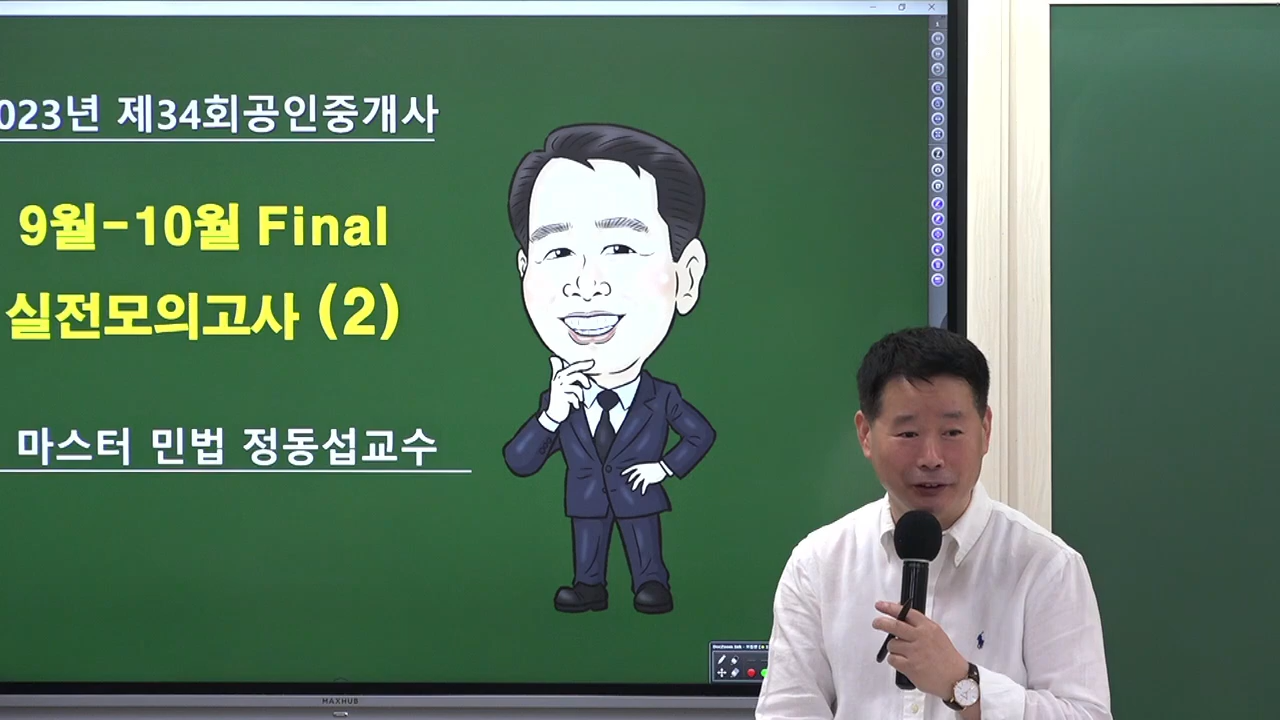 023년 제34회공인중개사
9월-10월 Final
실전모의고사 (2)
마스터 민법 정동섭교수
MAXHUB